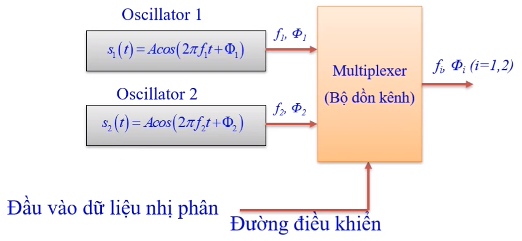 Oscillator 1
s₁(t) = Acos(2πf₁t + Φ₁)
f₁, Φ₁
Multiplexer
(Bộ dồn kênh)
fᵢ, Φᵢ (i=1,2)
Oscillator 2
s₂(t) = Acos(2πf₂t + Φ₂)
f₂, Φ₂
Đầu vào dữ liệu nhị phân
Đường điều khiên